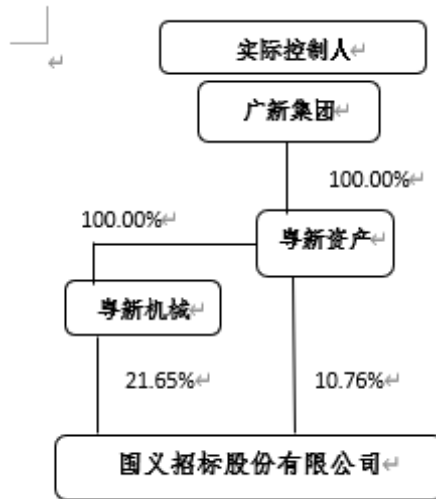 实际控制人
广新集团
100.00%
100.00%
粤新资产
粤新机械
21.65%
10.76%
国义招标股份有限公司